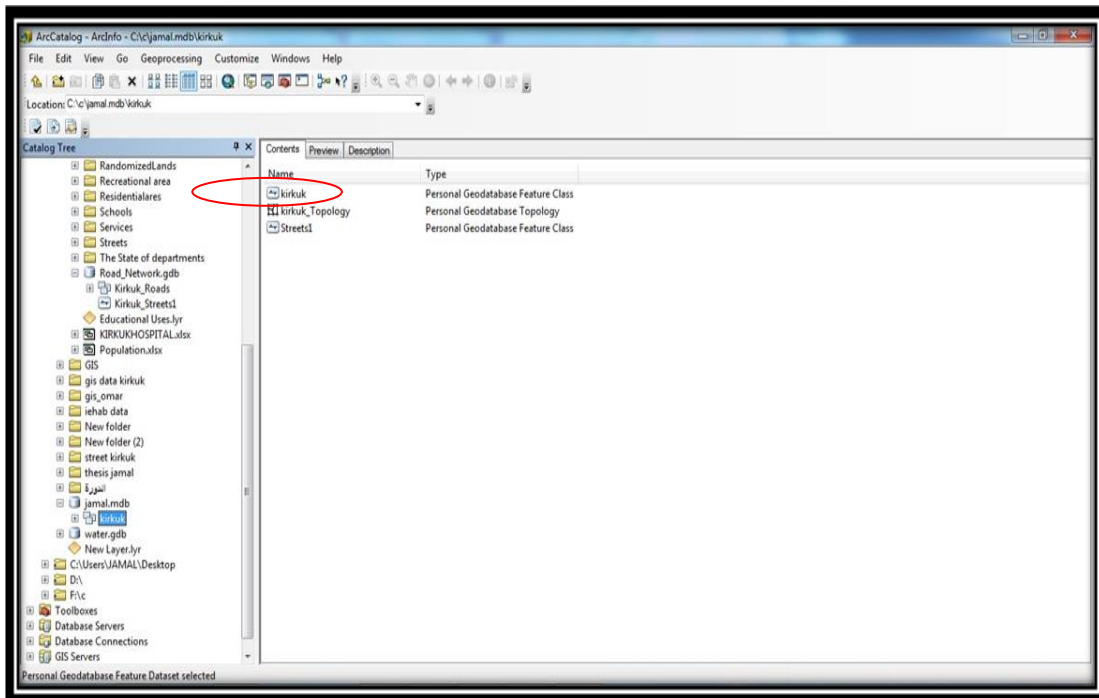 ArcCatalog - ArcInfo - C:\c\jamal.mdb\kirkuk
File Edit View Go Geoprocessing Customize Windows Help
Location: C:\c\jamal.mdb\kirkuk
Catalog Tree
RandomizedLands
Recreational area
Residentialares
Schools
Services
Streets
The State of departments
Road_Network.gdb
Kirkuk_Roads
Kirkuk_Streets1
Educational Uses.lyr
KIRKUKHOSPITAL.xlsx
Population.xlsx
GIS
gis data kirkuk
gis_omar
iehab data
New folder
New folder (2)
street kirkuk
thesis jamal
jamal.mdb
kirkuk
water.gdb
New Layer.lyr
C:\Users\JAMAL\Desktop
D:\
F:\c
Toolboxes
Database Servers
Database Connections
GIS Servers
Contents Preview Description
Name Type
kirkuk Personal Geodatabase Feature Class
kirkuk_Topology Personal Geodatabase Topology
Streets1 Personal Geodatabase Feature Class
Personal Geodatabase Feature Dataset selected